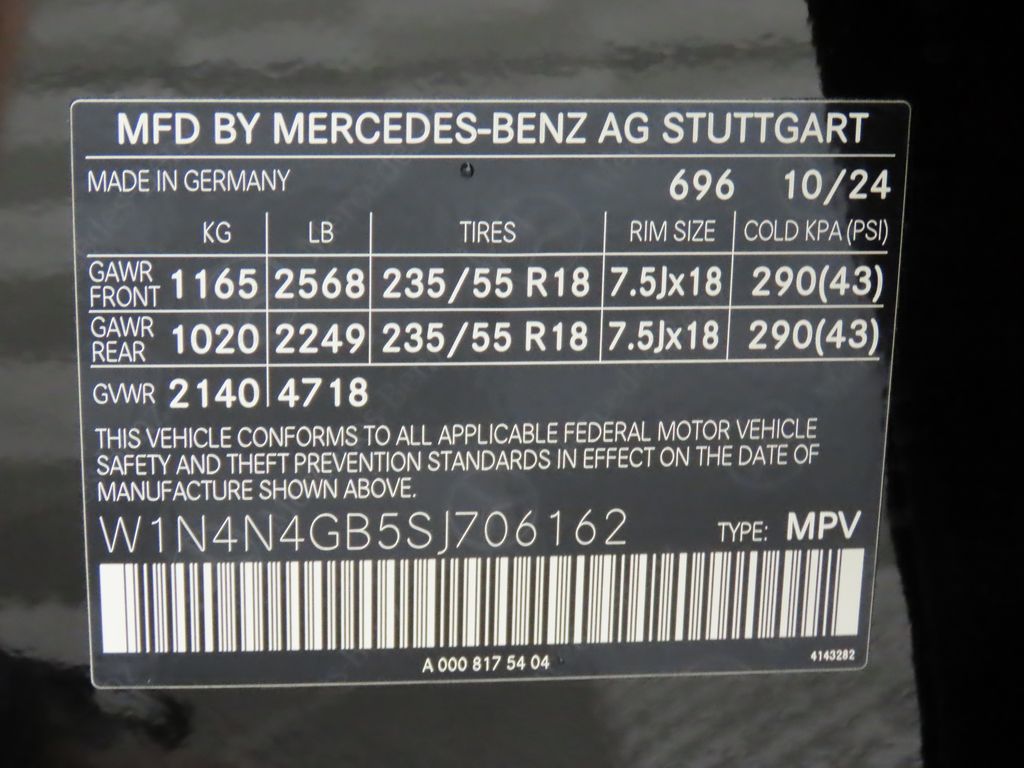 MFD BY MERCEDES-BENZ AG STUTTGART
MADE IN GERMANY 696 10/24
KG LB TIRES RIM SIZE COLD KPA (PSI)
GAWR FRONT 1165 2568 235/55 R18 7.5Jx18 290(43)
GAWR REAR 1020 2249 235/55 R18 7.5Jx18 290(43)
GVWR 2140 4718
THIS VEHICLE CONFORMS TO ALL APPLICABLE FEDERAL MOTOR VEHICLE
SAFETY AND THEFT PREVENTION STANDARDS IN EFFECT ON THE DATE OF
MANUFACTURE SHOWN ABOVE.
W1N4N4GB5SJ706162 TYPE: MPV
A 000 817 54 04 4143282